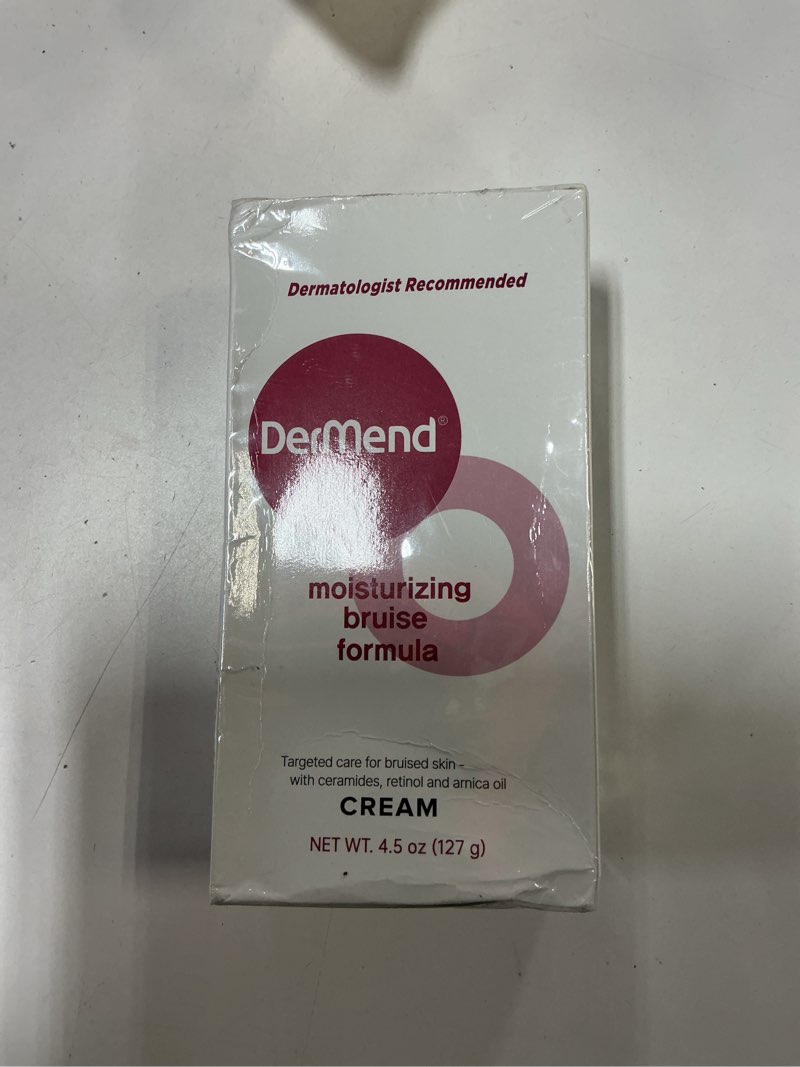 Dermatologist Recommended
DerMend®
moisturizing
bruise
formula
Targeted care for bruised skin -
with ceramides, retinol and arnica oil
CREAM
NET WT. 4.5 oz (127 g)